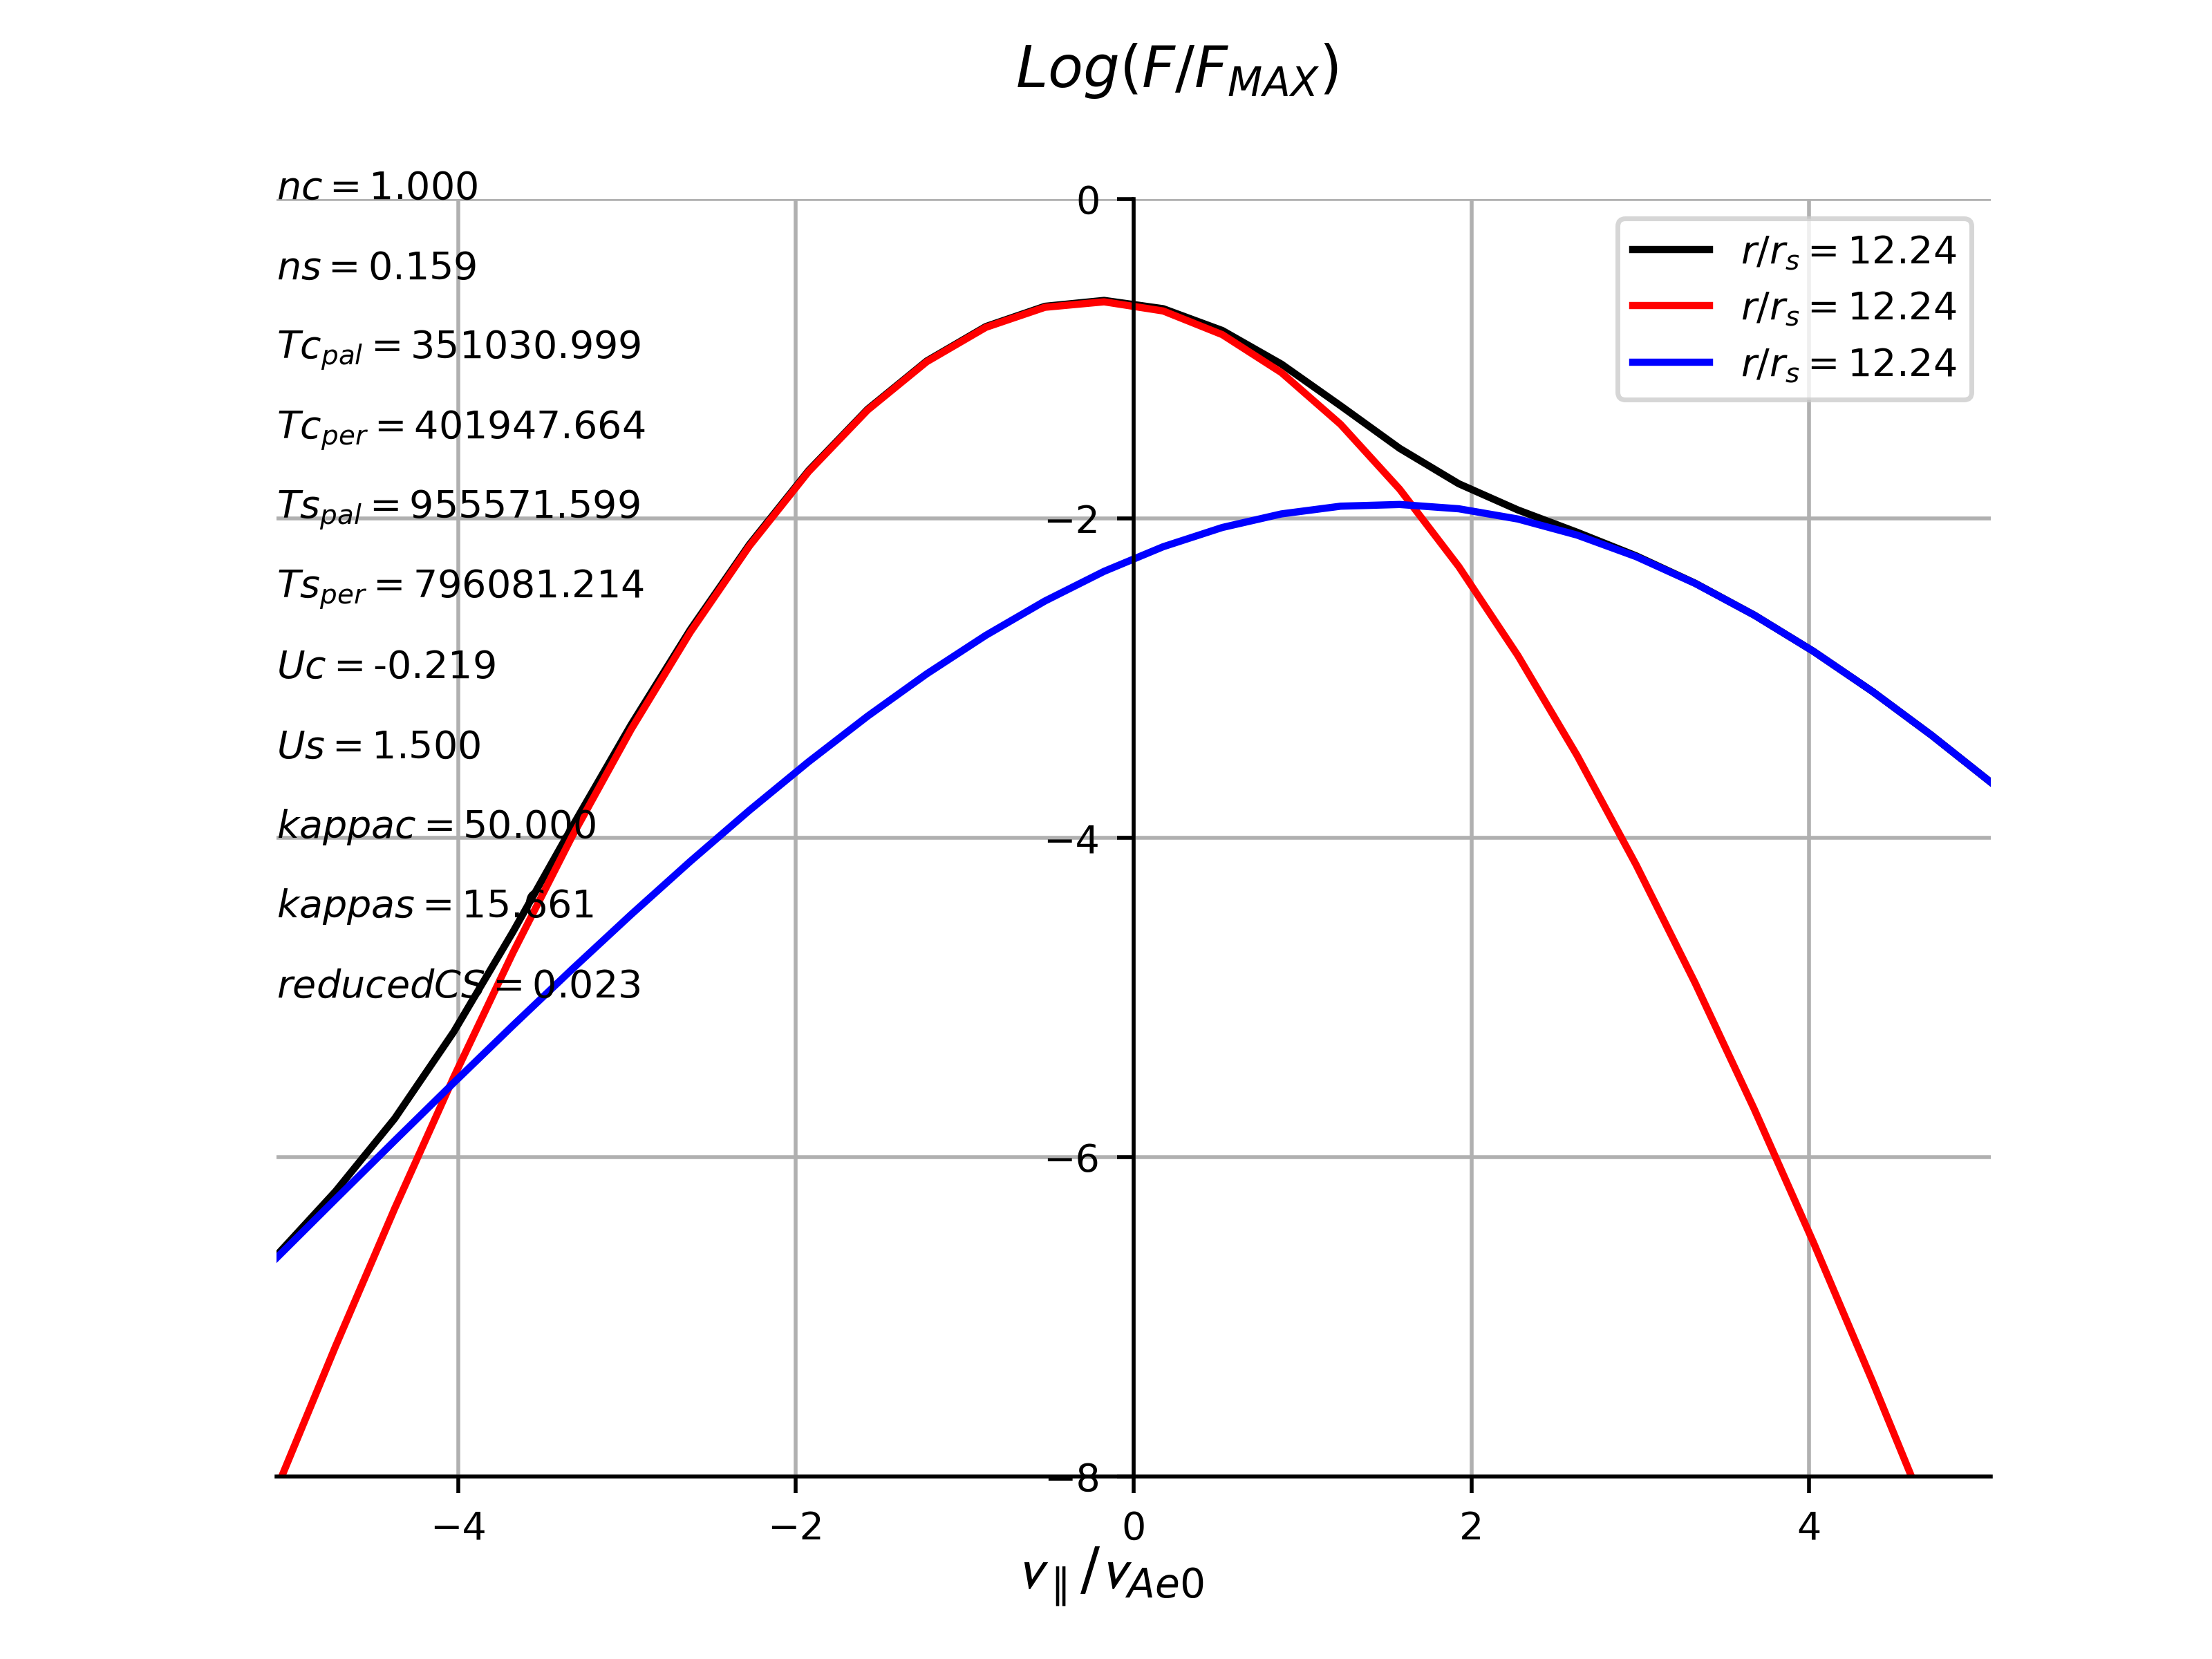 Log(F/F_MAX)
nc = 1.000
ns = 0.159
Tc_pal = 351030.999
Tc_per = 401947.664
Ts_pal = 955571.599
Ts_per = 796081.214
Uc = -0.219
Us = 1.500
kappac = 50.000
kappas = 15.661
reducedCS = 0.023
0
−2
−4
−6
−8
r/r_s = 12.24
r/r_s = 12.24
r/r_s = 12.24
−4 −2 0 2 4
v_∥/v_Ae0